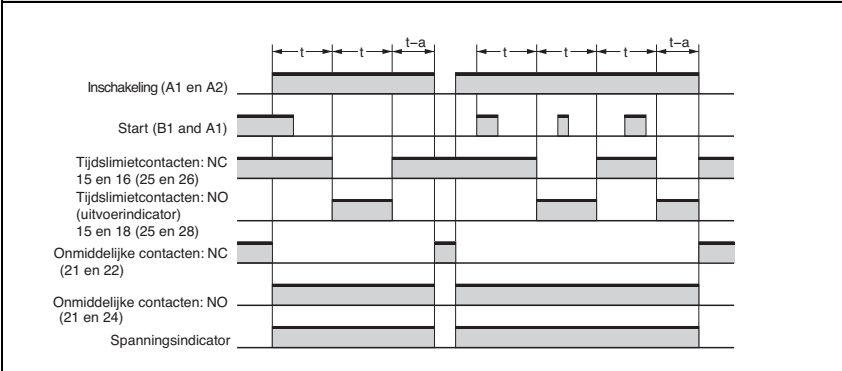 t
t
t–a
t
t
t
t–a
Inschakeling (A1 en A2)
Start (B1 and A1)
Tijdslimietcontacten: NC
15 en 16 (25 en 26)
Tijdslimietcontacten: NO
(uitvoerindicator)
15 en 18 (25 en 28)
Onmiddelijke contacten: NC
(21 en 22)
Onmiddelijke contacten: NO
(21 en 24)
Spanningsindicator